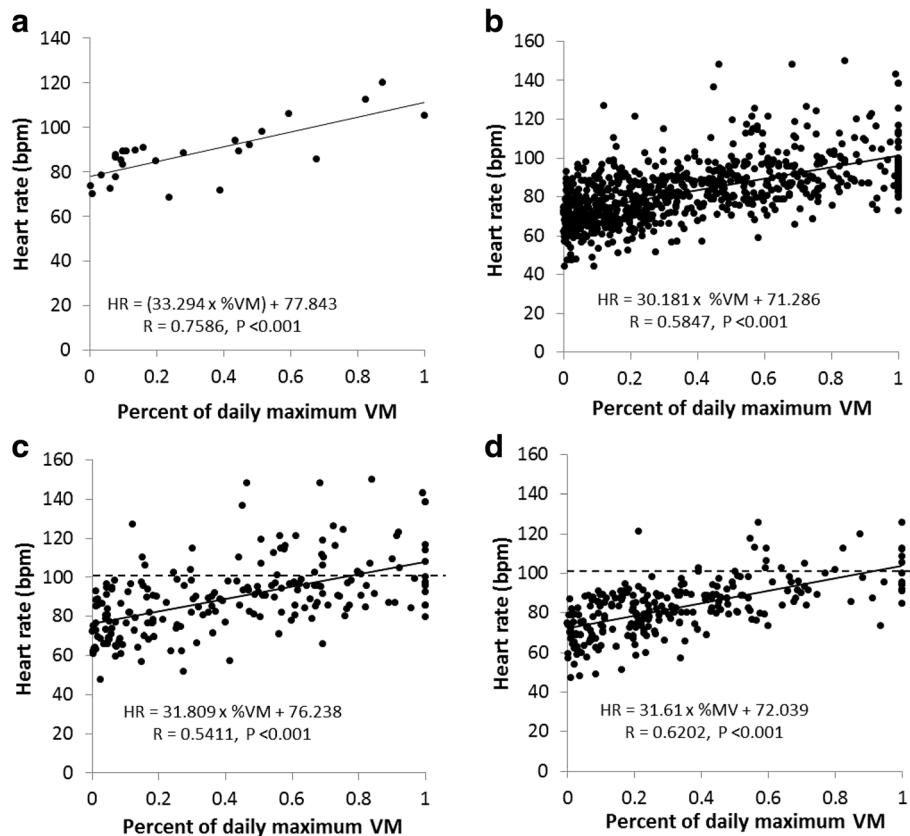 a
140
120
100
80
60
40
20
0
Heart rate (bpm)
HR = (33.294 x %VM) + 77.843
R = 0.7586, P <0.001
0 0.2 0.4 0.6 0.8 1
Percent of daily maximum VM
b
160
140
120
100
80
60
40
20
0
Heart rate (bpm)
HR = 30.181 x %VM + 71.286
R = 0.5847, P <0.001
0 0.2 0.4 0.6 0.8 1
Percent of daily maximum VM
c
160
140
120
100
80
60
40
20
0
Heart rate (bpm)
HR = 31.809 x %VM + 76.238
R = 0.5411, P <0.001
0 0.2 0.4 0.6 0.8 1
Percent of daily maximum VM
d
160
140
120
100
80
60
40
20
0
Heart rate (bpm)
HR = 31.61 x %MV + 72.039
R = 0.6202, P <0.001
0 0.2 0.4 0.6 0.8 1
Percent of daily maximum VM